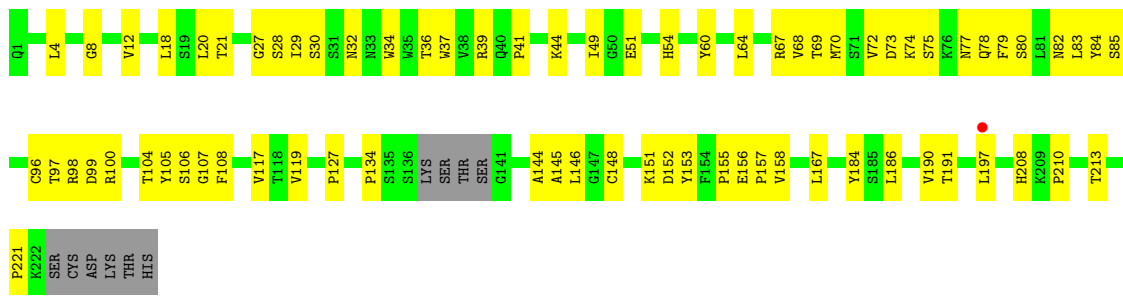 Q1 L4 G8 V12 L18 S19 L20 T21 G27 S28 I29 S30 S31 N32 N33 W34 W35 T36 W37 V38 R39 Q40 P41 K44 I49 G50 E51 H54 Y60 L64 R67 V68 T69 M70 S71 V72 D73 K74 S75 K76 N77 Q78 F79 S80 L81 N82 L83 Y84 S85
C96 T97 R98 D99 R100 T104 Y105 S106 G107 F108 V117 T118 V119 P127 P134 S135 S136 LYS SER THR SER G141 A144 A145 L146 G147 C148 K151 D152 Y153 F154 P155 E156 P157 V158 L167 Y184 S185 L186 V190 T191 L197 H208 K209 P210 T213
P221 K222 SER CYS ASP LYS THR HIS